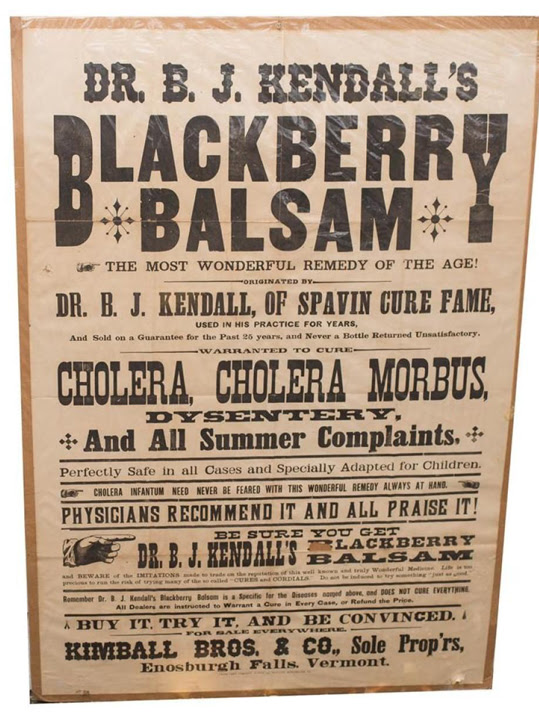 DR. B. J. KENDALL'S
BLACKBERRY
BALSAM
THE MOST WONDERFUL REMEDY OF THE AGE!
ORIGINATED BY
DR. B. J. KENDALL, OF SPAVIN CURE FAME,
USED IN HIS PRACTICE FOR YEARS,
And Sold on a Guarantee for the Past 25 years, and Never a Bottle Returned Unsatisfactory.
WARRANTED TO CURE
CHOLERA, CHOLERA MORBUS,
DYSENTERY,
And All Summer Complaints.
Perfectly Safe in all Cases and Specially Adapted for Children.
CHOLERA INFANTUM NEED NEVER BE FEARED WITH THIS WONDERFUL REMEDY ALWAYS AT HAND.
PHYSICIANS RECOMMEND IT AND ALL PRAISE IT!
BE SURE YOU GET
DR. B. J. KENDALL'S BLACKBERRY BALSAM
and BEWARE of the IMITATIONS made to trade on the reputation of this well known and truly Wonderful Medicine. Life is too
precious to run the risk of trying many of the so called "CURES and CORDIALS." Do not be induced to try something "just as good."
Remember Dr. B. J. Kendall's Blackberry Balsam is a Specific for the Diseases named above, and DOES NOT CURE EVERYTHING.
All Dealers are instructed to Warrant a Cure in Every Case, or Refund the Price.
BUY IT, TRY IT, AND BE CONVINCED.
FOR SALE EVERYWHERE.
KIMBALL BROS. & CO., Sole Prop'rs,
Enosburgh Falls, Vermont.